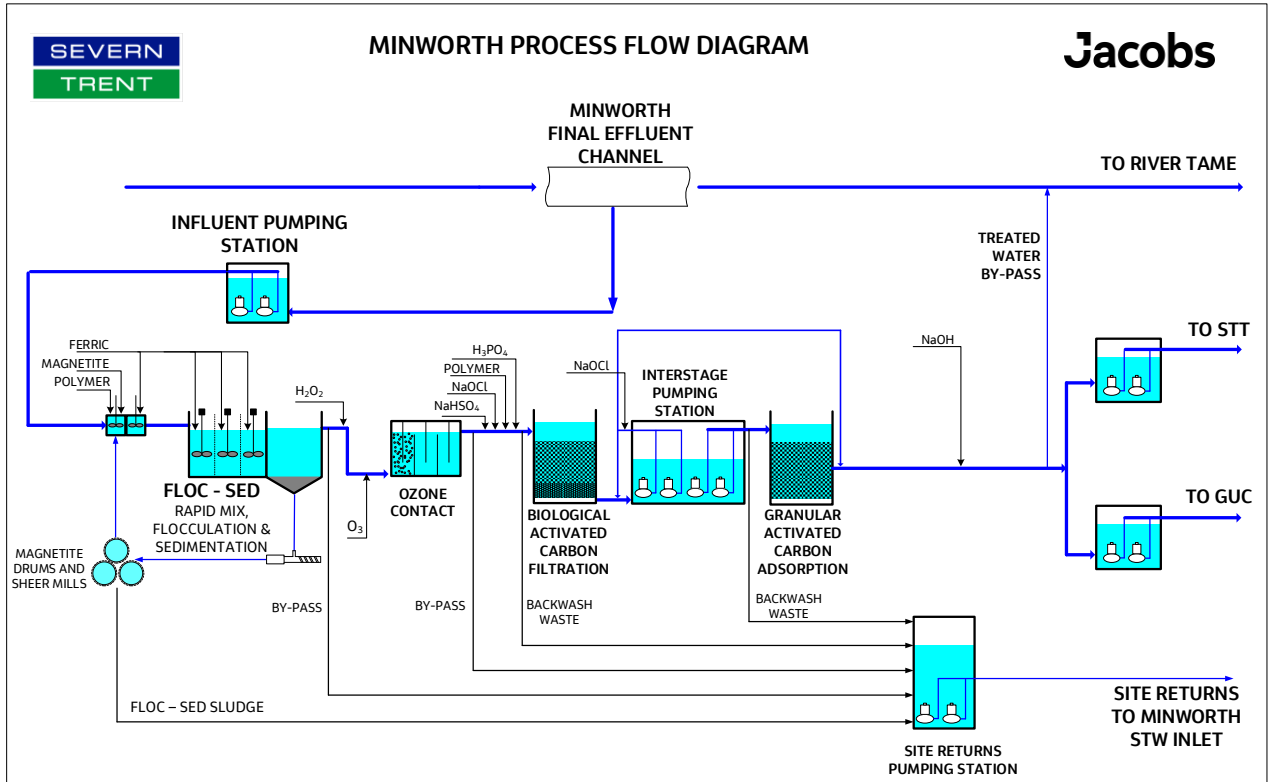 SEVERN
TRENT
MINWORTH PROCESS FLOW DIAGRAM
Jacobs
MINWORTH
FINAL EFFLUENT
CHANNEL
TO RIVER TAME
INFLUENT PUMPING
STATION
TREATED
WATER
BY-PASS
TO STT
FERRIC
MAGNETITE
POLYMER
H₂O₂
H₃PO₄
POLYMER
NaOCl
NaHSO₄
NaOCl
INTERSTAGE
PUMPING
STATION
NaOH
FLOC - SED
RAPID MIX,
FLOCCULATION &
SEDIMENTATION
O₃
OZONE
CONTACT
BIOLOGICAL
ACTIVATED
CARBON
FILTRATION
GRANULAR
ACTIVATED
CARBON
ADSORPTION
TO GUC
MAGNETITE
DRUMS AND
SHEER MILLS
BY-PASS
BY-PASS
BACKWASH
WASTE
BACKWASH
WASTE
FLOC – SED SLUDGE
SITE RETURNS
TO MINWORTH
STW INLET
SITE RETURNS
PUMPING STATION